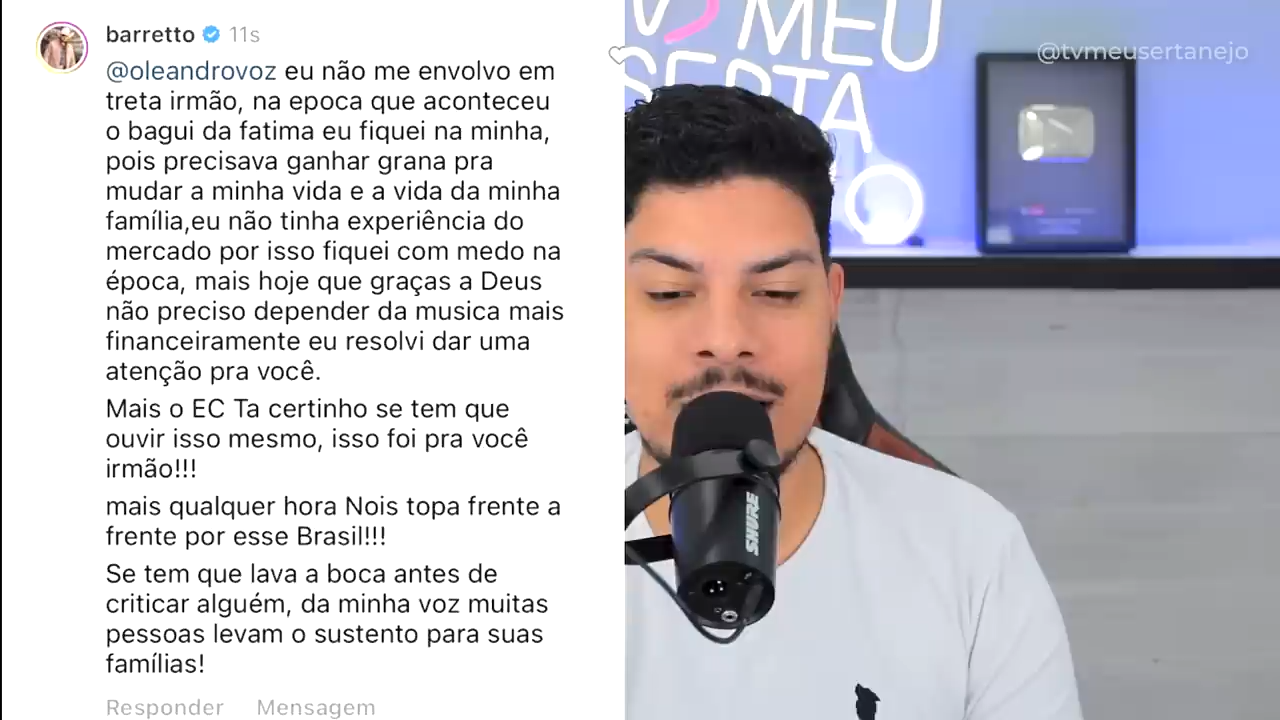 barretto 11s
@oleandrovoz eu não me envolvo em
treta irmão, na epoca que aconteceu
o bagui da fatima eu fiquei na minha,
pois precisava ganhar grana pra
mudar a minha vida e a vida da minha
família,eu não tinha experiência do
mercado por isso fiquei com medo na
época, mais hoje que graças a Deus
não preciso depender da musica mais
financeiramente eu resolvi dar uma
atenção pra você.
Mais o EC Ta certinho se tem que
ouvir isso mesmo, isso foi pra você
irmão!!!
mais qualquer hora Nois topa frente a
frente por esse Brasil!!!
Se tem que lava a boca antes de
criticar alguém, da minha voz muitas
pessoas levam o sustento para suas
famílias!
Responder Mensagem
MEU
SERTA
@tvmeusertanejo
SHURE